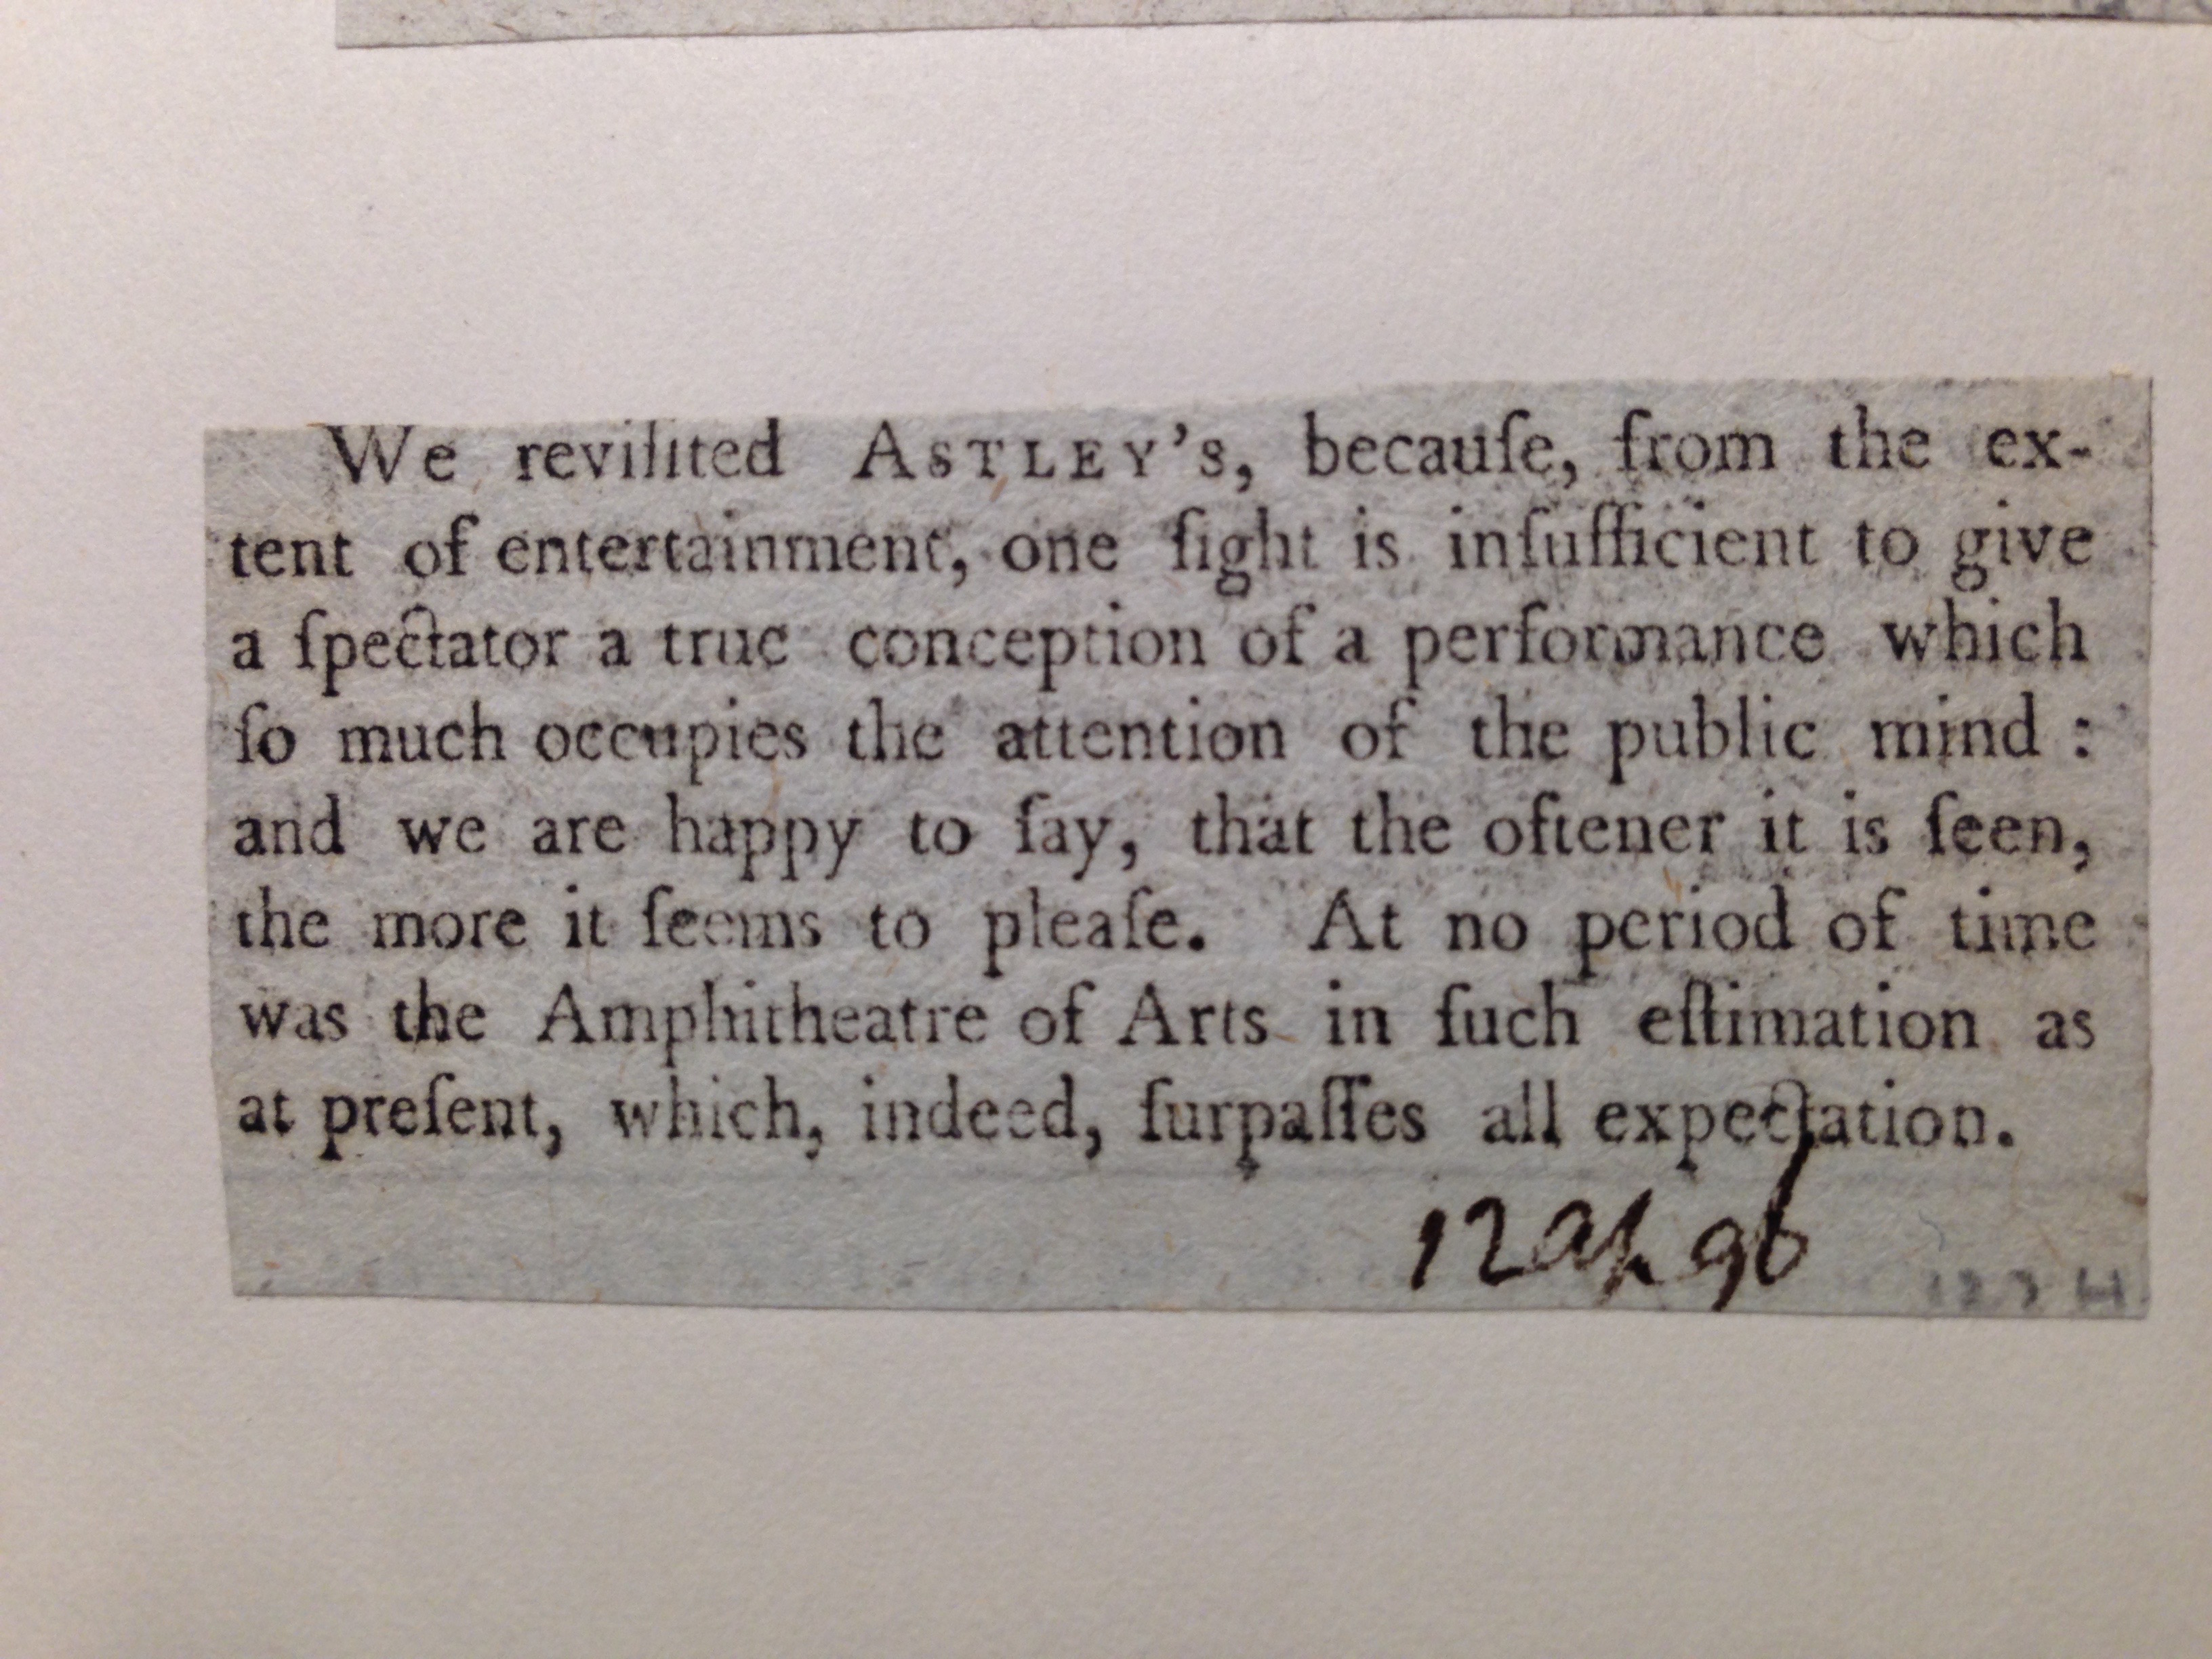 We reviſited ASTLEY'S, becauſe, from the ex-
tent of entertainment, one ſight is inſufficient to give
a ſpectator a true conception of a performance which
ſo much occupies the attention of the public mind :
and we are happy to ſay, that the oftener it is ſeen,
the more it ſeems to pleaſe. At no period of time
was the Amphitheatre of Arts in ſuch eſtimation as
at preſent, which, indeed, ſurpaſſes all expectation.
12 Ap 96